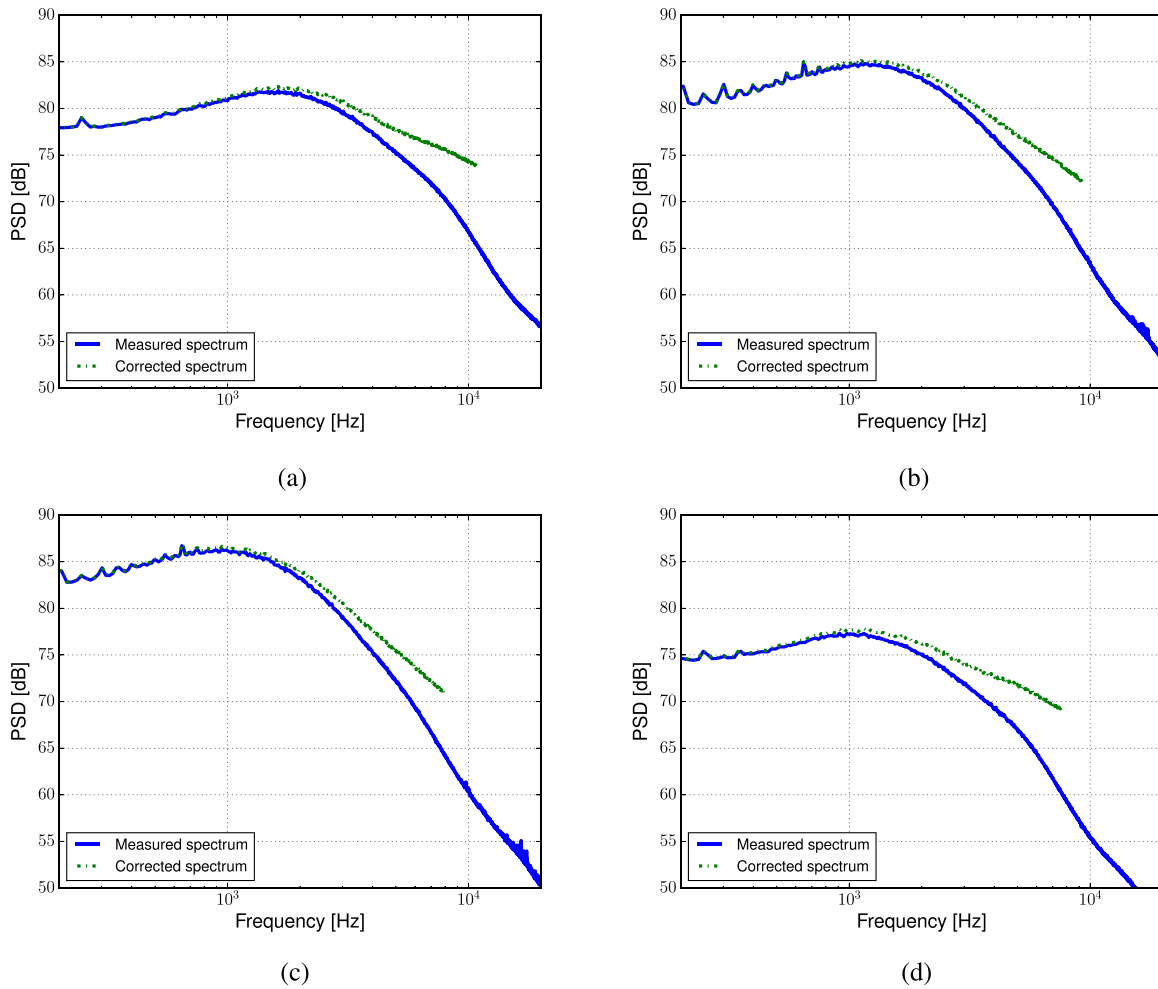 90
85
80
75
70
65
60
55
50
PSD [dB]
Measured spectrum
Corrected spectrum
10³
10⁴
Frequency [Hz]
(a)
90
85
80
75
70
65
60
55
50
PSD [dB]
Measured spectrum
Corrected spectrum
10³
10⁴
Frequency [Hz]
(b)
90
85
80
75
70
65
60
55
50
PSD [dB]
Measured spectrum
Corrected spectrum
10³
10⁴
Frequency [Hz]
(c)
90
85
80
75
70
65
60
55
50
PSD [dB]
Measured spectrum
Corrected spectrum
10³
10⁴
Frequency [Hz]
(d)